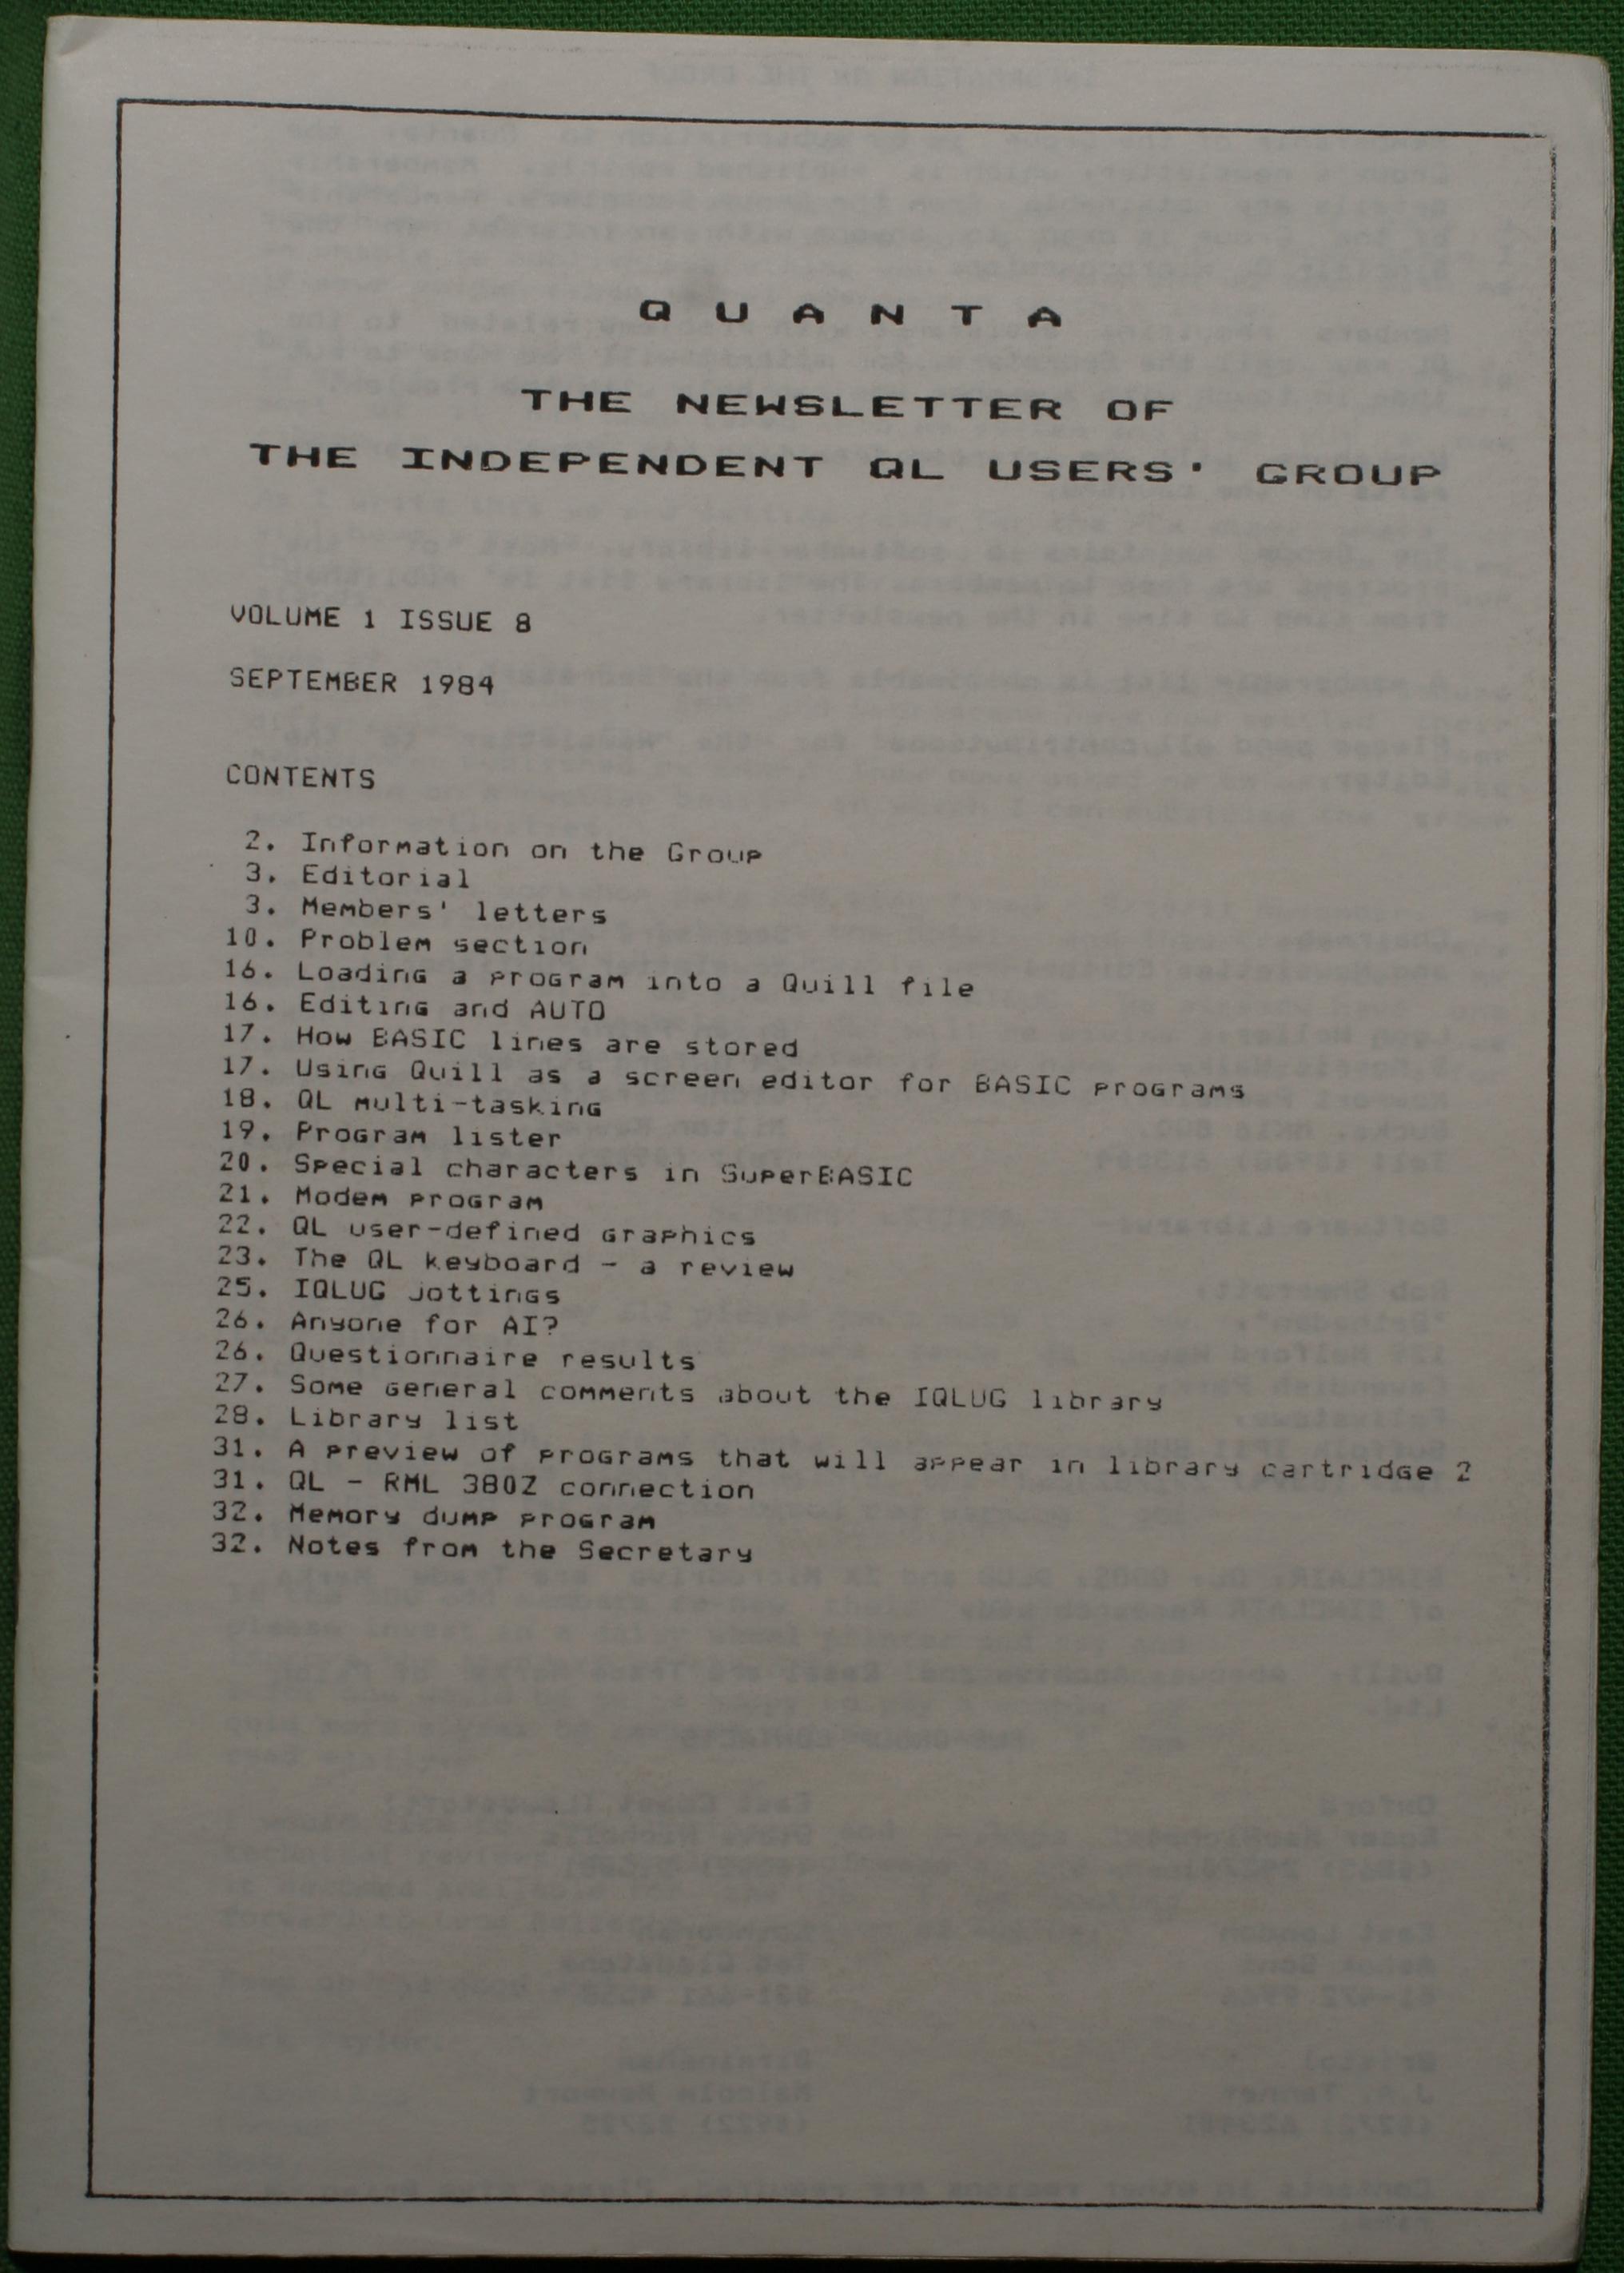 QUANTA
THE NEWSLETTER OF
THE INDEPENDENT QL USERS' GROUP
VOLUME 1 ISSUE 8
SEPTEMBER 1984
CONTENTS
2. Information on the Group
3. Editorial
3. Members' letters
10. Problem section
16. Loading a program into a Quill file
16. Editing and AUTO
17. How BASIC lines are stored
17. Using Quill as a screen editor for BASIC programs
18. QL multi-tasking
19. Program lister
20. Special characters in SuperBASIC
21. Modem program
22. QL user-defined graphics
23. The QL keyboard - a review
25. IQLUG jottings
26. Anyone for AI?
26. Questionnaire results
27. Some general comments about the IQLUG library
28. Library list
31. A preview of programs that will appear in library cartridge 2
31. QL - RML 380Z connection
32. Memory dump program
32. Notes from the Secretary